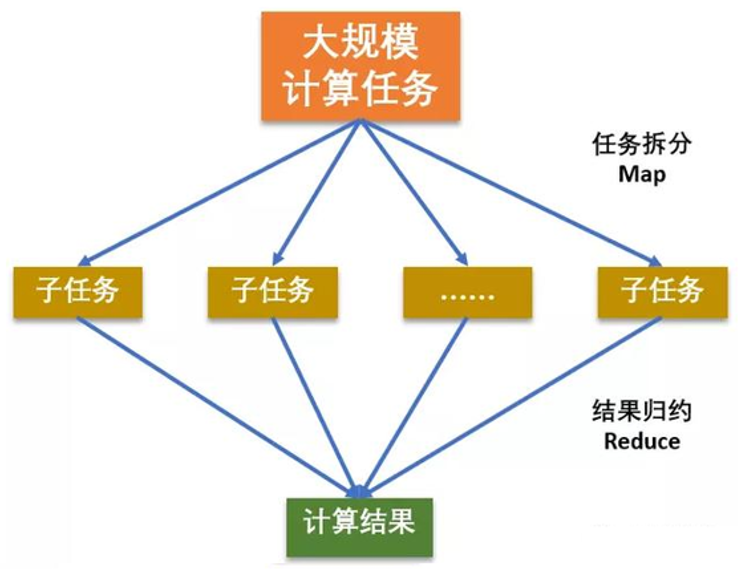 大规模
计算任务
任务拆分
Map
子任务
子任务
......
子任务
结果归约
Reduce
计算结果